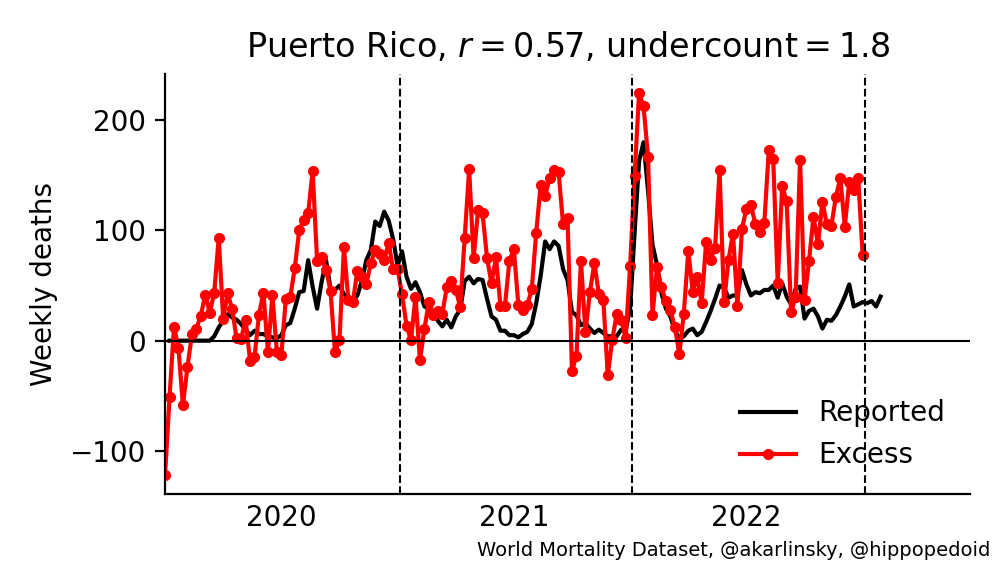 Puerto Rico, r = 0.57, undercount = 1.8
200
100
0
−100
Weekly deaths
Reported
Excess
2020 2021 2022
World Mortality Dataset, @akarlinsky, @hippopedoid